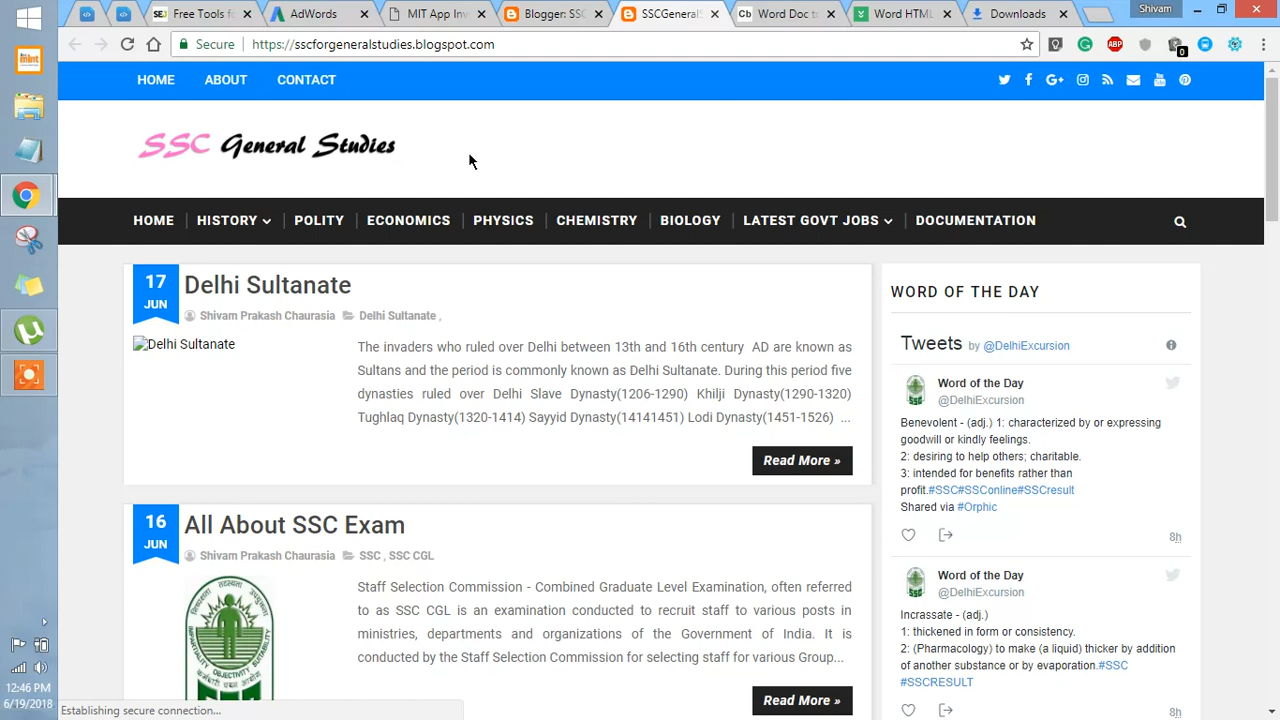 Free Tools for
AdWords
MIT App Inv
Blogger: SSC
SSCGeneralS
Word Doc to
Word HTML
Downloads
Shivam
Secure
https://sscforgeneralstudies.blogspot.com
HOME ABOUT CONTACT
SSC General Studies
HOME HISTORY POLITY ECONOMICS PHYSICS CHEMISTRY BIOLOGY LATEST GOVT JOBS DOCUMENTATION
17
JUN
Delhi Sultanate
Shivam Prakash Chaurasia Delhi Sultanate ,
Delhi Sultanate
The invaders who ruled over Delhi between 13th and 16th century AD are known as
Sultans and the period is commonly known as Delhi Sultanate. During this period five
dynasties ruled over Delhi Slave Dynasty(1206-1290) Khilji Dynasty(1290-1320)
Tughlaq Dynasty(1320-1414) Sayyid Dynasty(14141451) Lodi Dynasty(1451-1526) ...
Read More »
16
JUN
All About SSC Exam
Shivam Prakash Chaurasia SSC , SSC CGL
Staff Selection Commission - Combined Graduate Level Examination, often referred
to as SSC CGL is an examination conducted to recruit staff to various posts in
ministries, departments and organizations of the Government of India. It is
conducted by the Staff Selection Commission for selecting staff for various Group...
Read More »
WORD OF THE DAY
Tweets by @DelhiExcursion
Word of the Day
@DelhiExcursion
Benevolent - (adj.) 1: characterized by or expressing
goodwill or kindly feelings.
2: desiring to help others; charitable.
3: intended for benefits rather than
profit.#SSC#SSConline#SSCresult
Shared via #Orphic
8h
Word of the Day
@DelhiExcursion
Incrassate - (adj.)
1: thickened in form or consistency.
2: (Pharmacology) to make (a liquid) thicker by addition
of another substance or by evaporation.#SSC
#SSCRESULT
8h
12:46 PM
6/19/2018
Establishing secure connection...